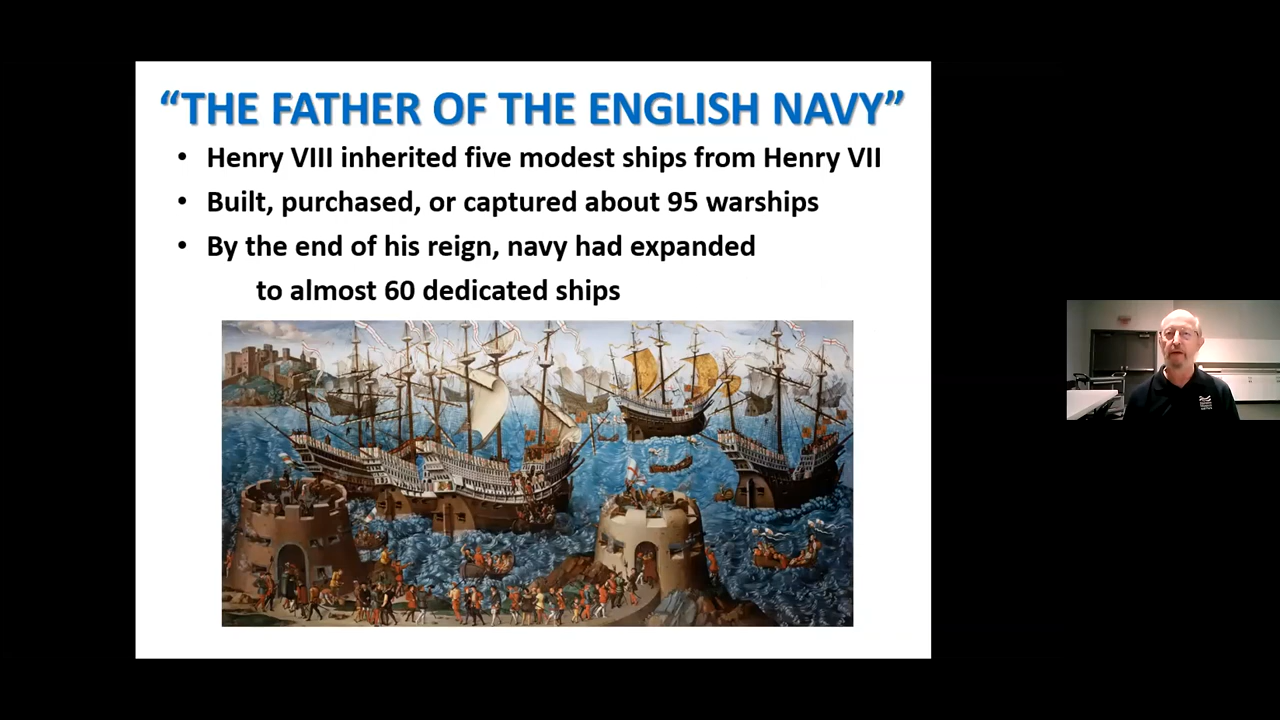 “THE FATHER OF THE ENGLISH NAVY”
• Henry VIII inherited five modest ships from Henry VII
• Built, purchased, or captured about 95 warships
• By the end of his reign, navy had expanded
to almost 60 dedicated ships